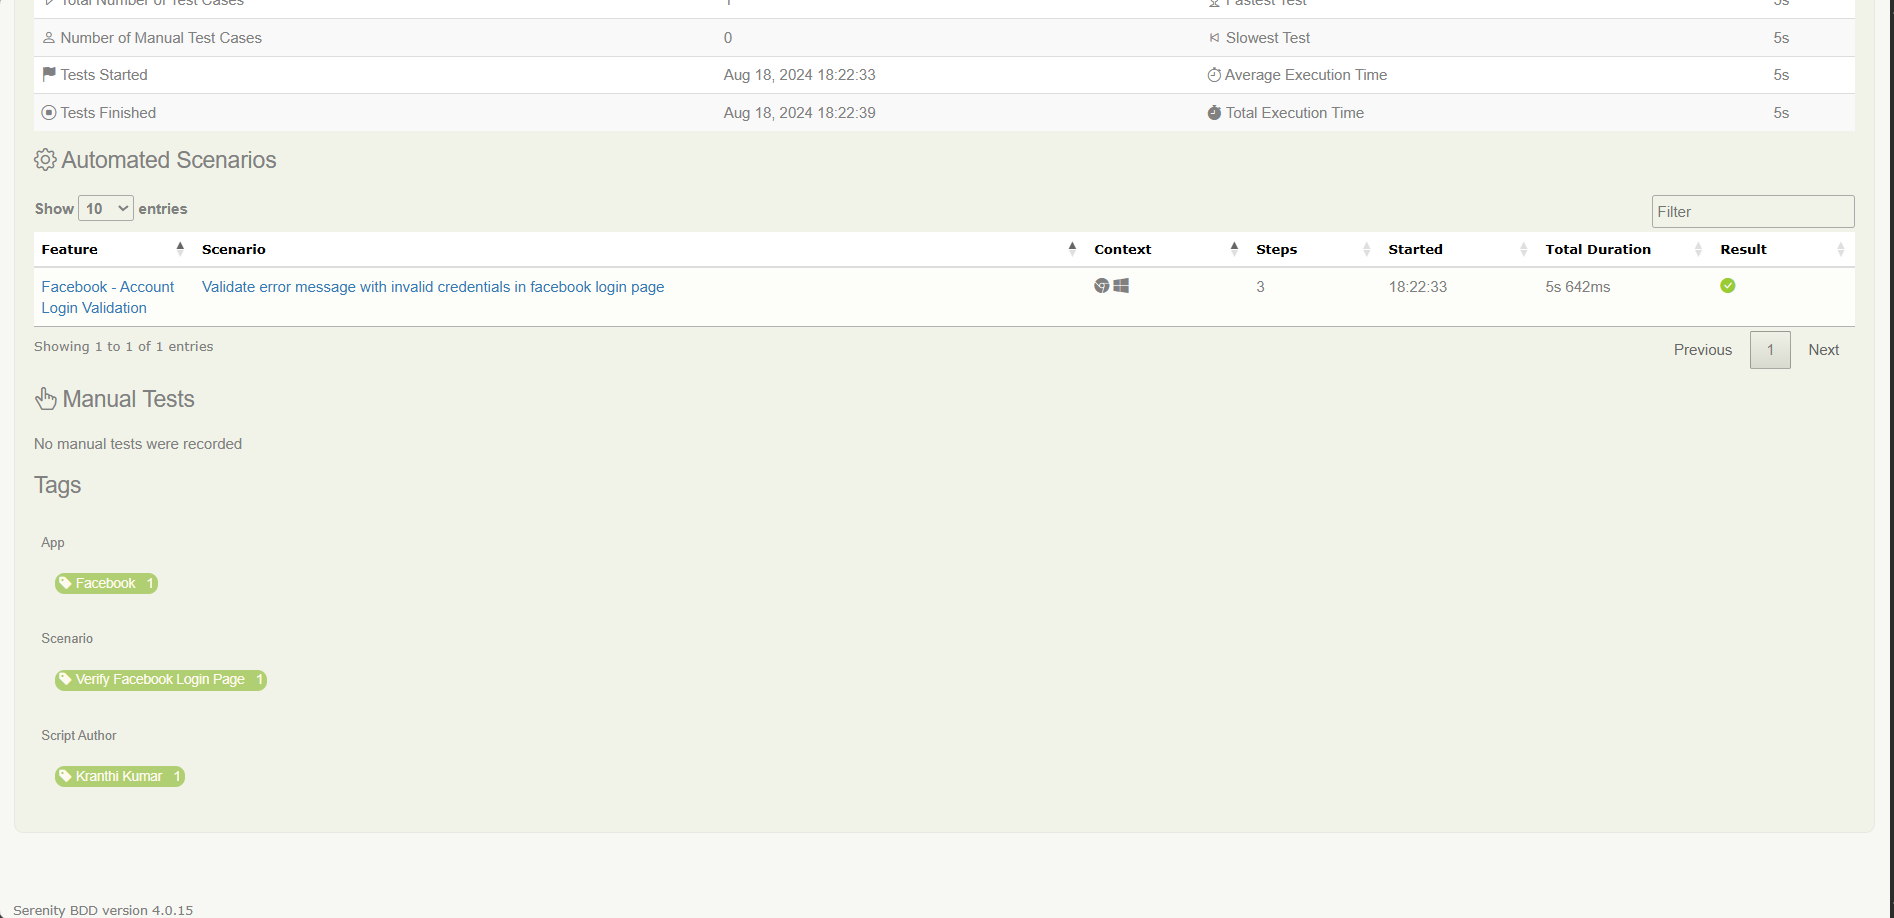 Total Number of Test Cases 1 Fastest Test 5s
Number of Manual Test Cases 0 Slowest Test 5s
Tests Started Aug 18, 2024 18:22:33 Average Execution Time 5s
Tests Finished Aug 18, 2024 18:22:39 Total Execution Time 5s
Automated Scenarios
Show 10 entries Filter
Feature Scenario Context Steps Started Total Duration Result
Facebook - Account Validate error message with invalid credentials in facebook login page 3 18:22:33 5s 642ms
Login Validation
Showing 1 to 1 of 1 entries Previous 1 Next
Manual Tests
No manual tests were recorded
Tags
App
Facebook 1
Scenario
Verify Facebook Login Page 1
Script Author
Kranthi Kumar 1
Serenity BDD version 4.0.15